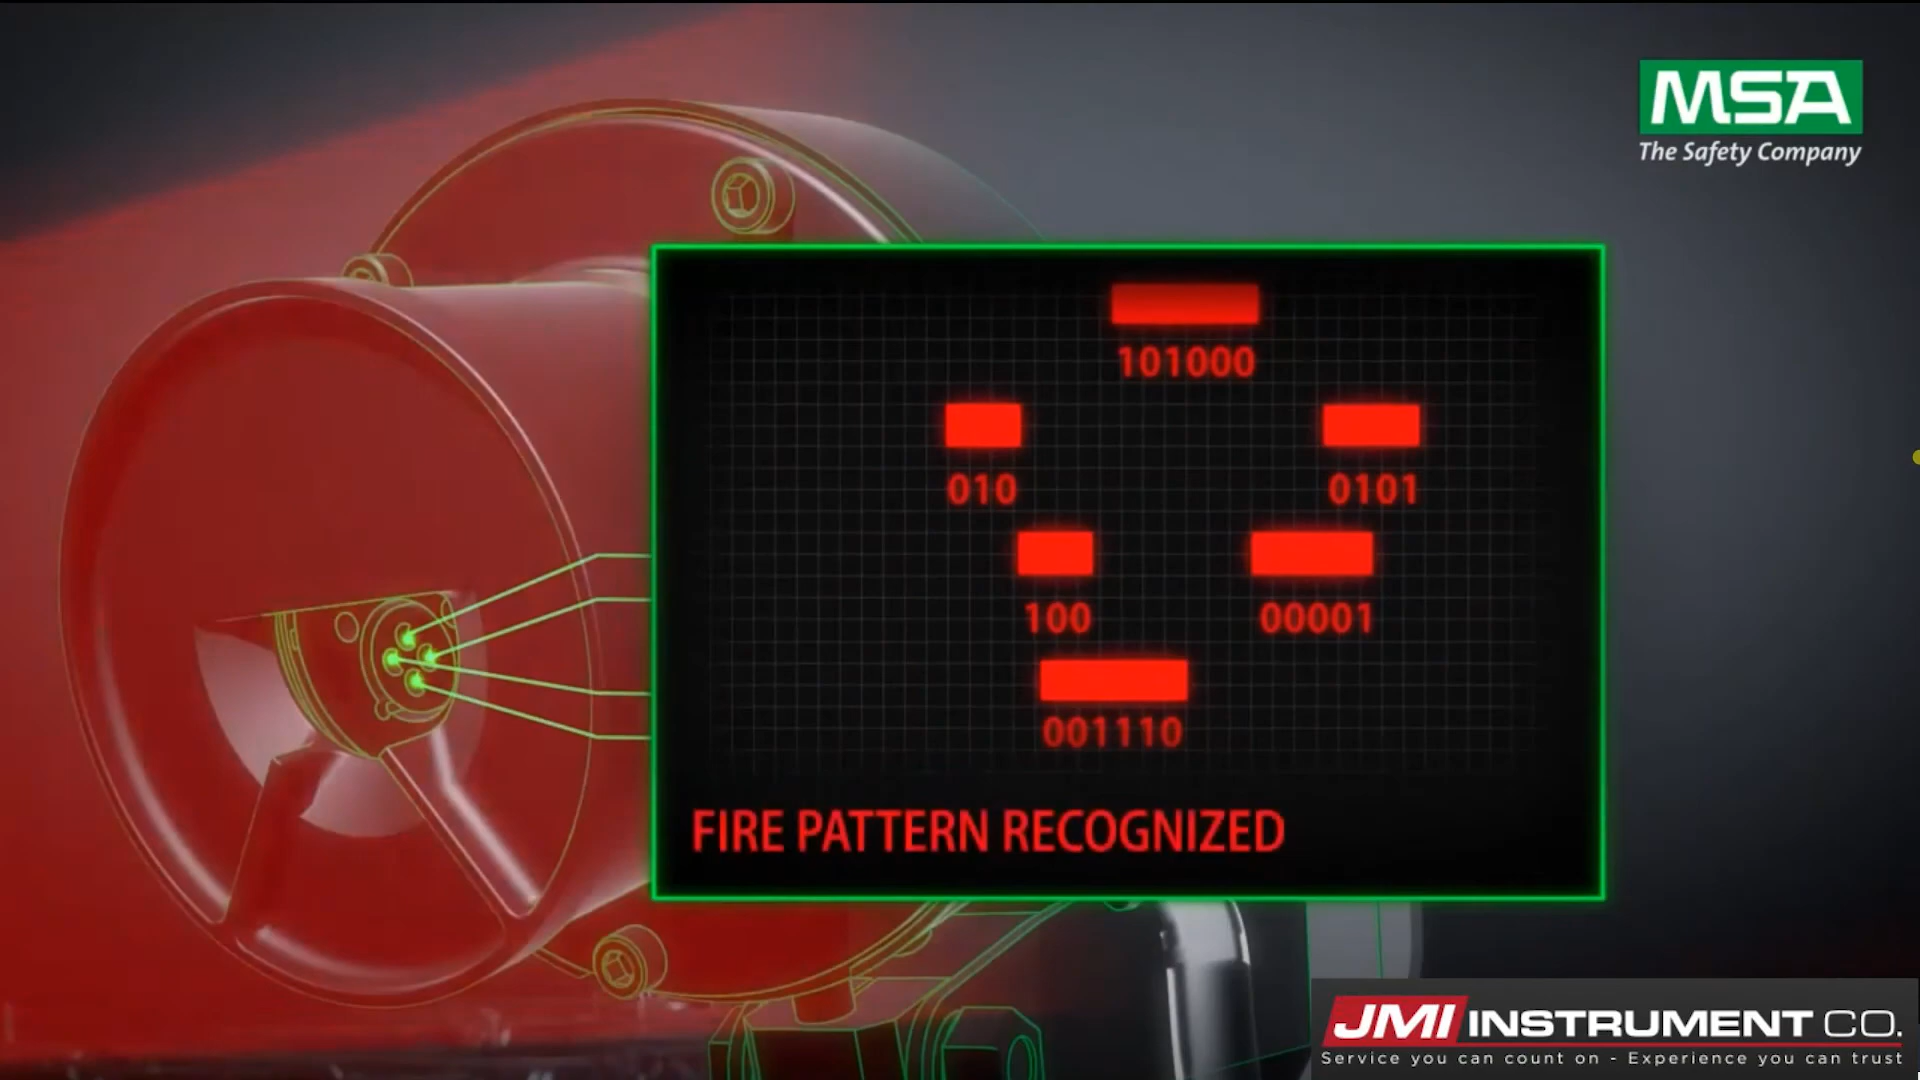 MSA
The Safety Company
101000
010
0101
100
00001
001110
FIRE PATTERN RECOGNIZED
JMI INSTRUMENT CO.
Service you can count on - Experience you can trust